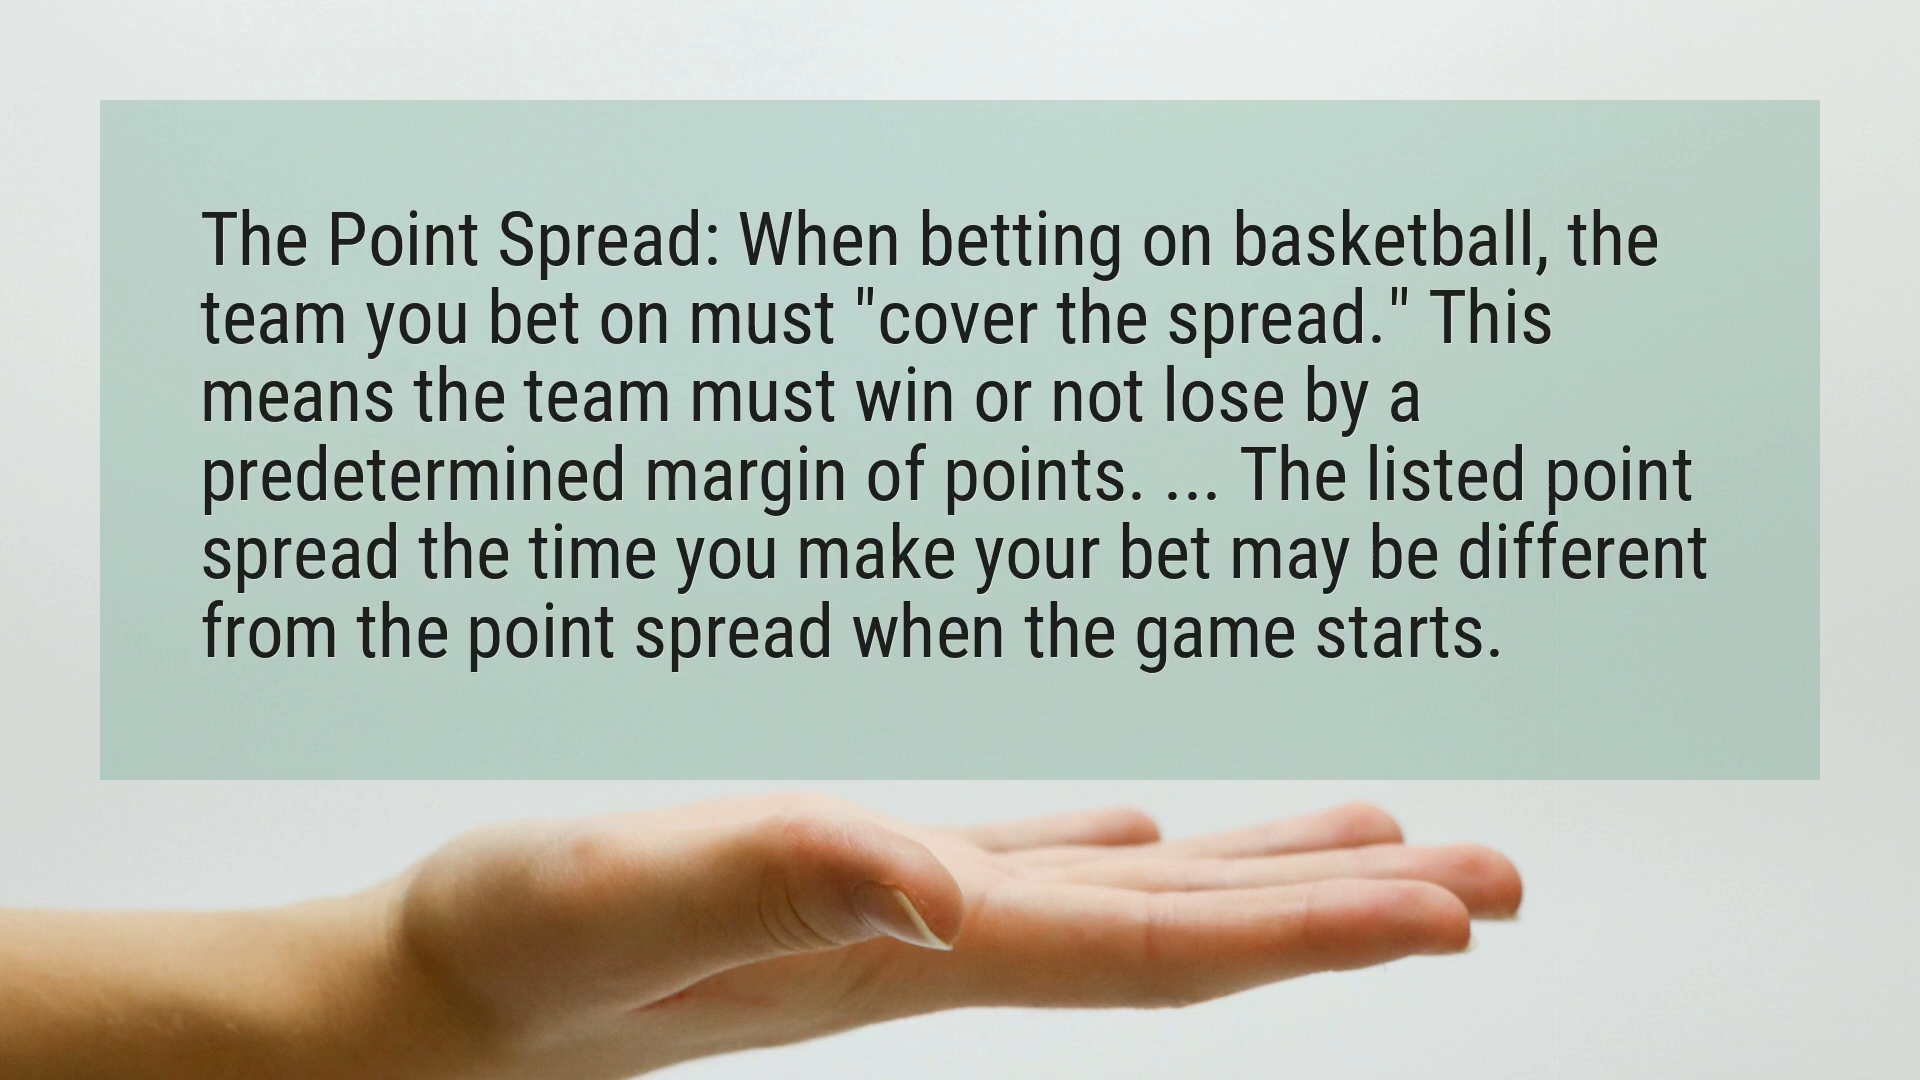 The Point Spread: When betting on basketball, the
team you bet on must "cover the spread." This
means the team must win or not lose by a
predetermined margin of points. ... The listed point
spread the time you make your bet may be different
from the point spread when the game starts.